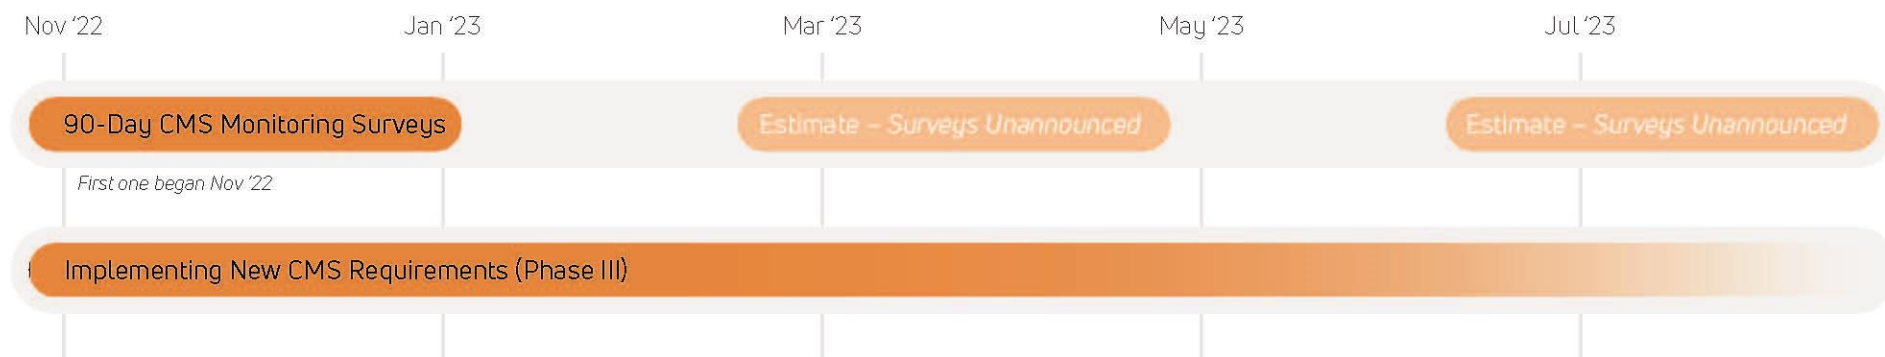 Nov ‘22 Jan ‘23 Mar ‘23 May ‘23 Jul ‘23
90-Day CMS Monitoring Surveys Estimate – Surveys Unannounced Estimate – Surveys Unannounced
First one began Nov ‘22
Implementing New CMS Requirements (Phase III)